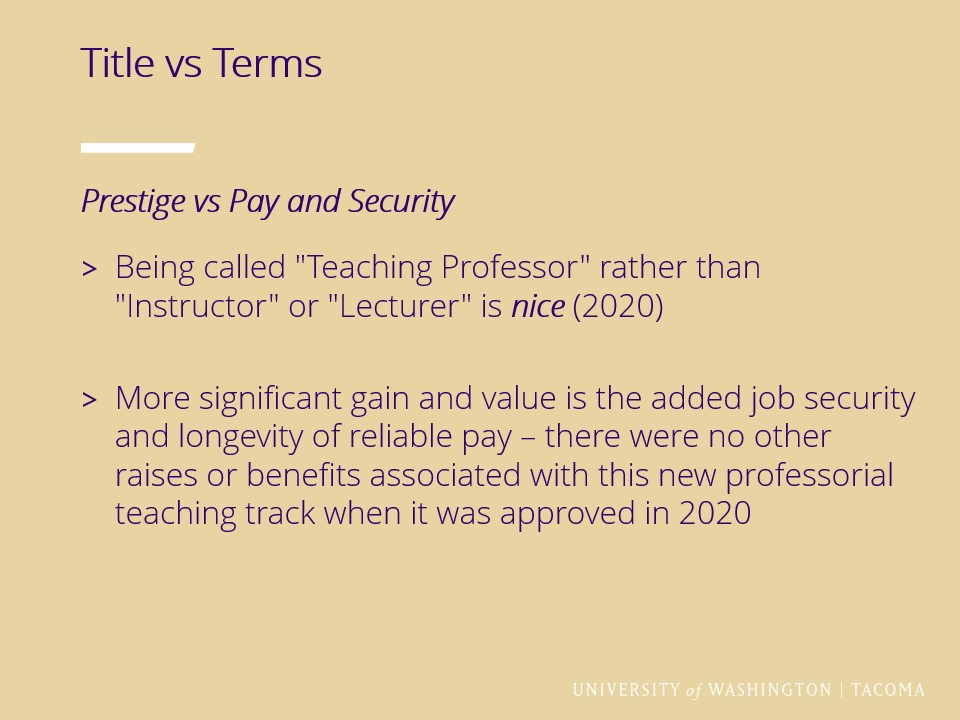 Title vs Terms
Prestige vs Pay and Security
> Being called "Teaching Professor" rather than
"Instructor" or "Lecturer" is nice (2020)
> More significant gain and value is the added job security
and longevity of reliable pay – there were no other
raises or benefits associated with this new professorial
teaching track when it was approved in 2020
UNIVERSITY of WASHINGTON | TACOMA